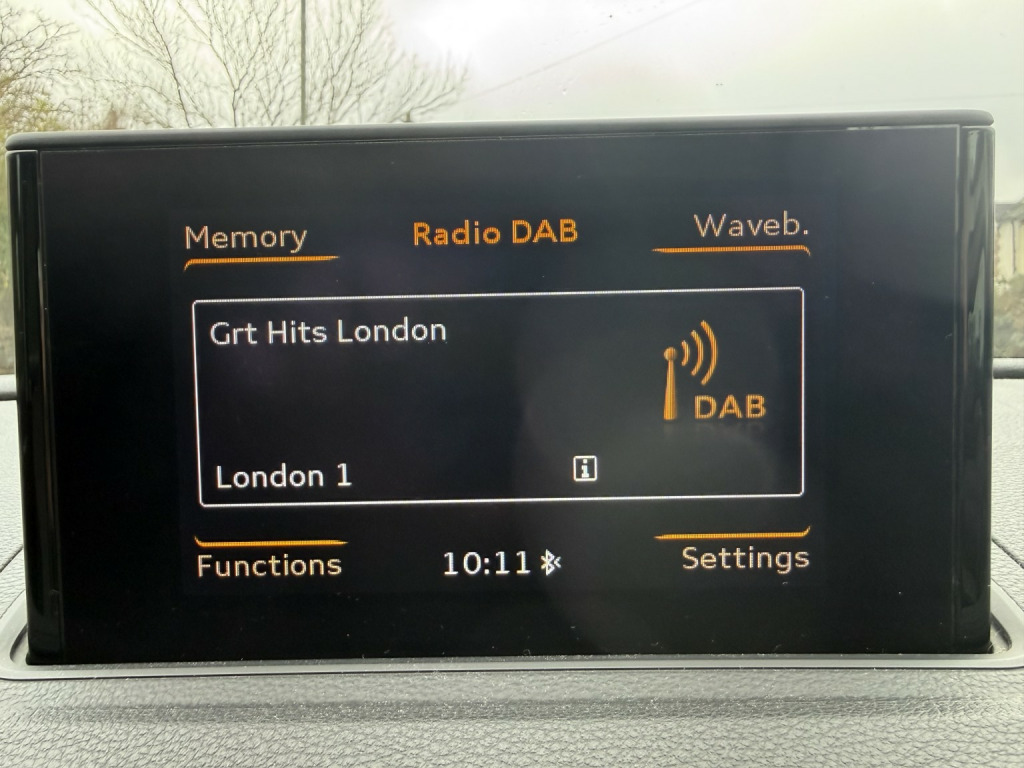 Memory
Radio DAB
Waveb.
Grt Hits London
DAB
London 1
i
Functions
10:11
Settings